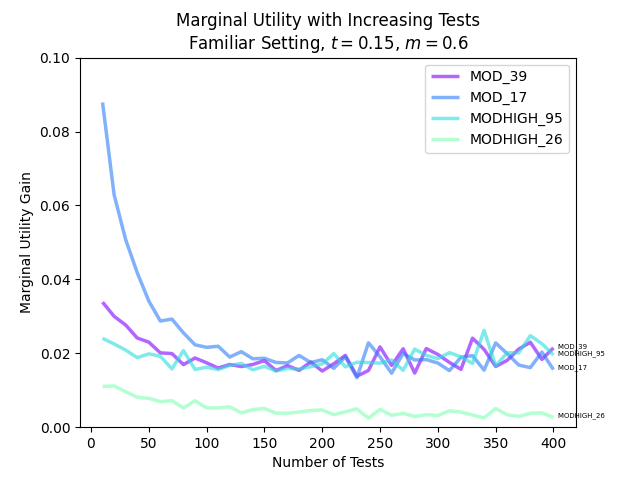 Marginal Utility with Increasing Tests
Familiar Setting, t = 0.15, m = 0.6
MOD_39
MOD_17
MODHIGH_95
MODHIGH_26
0.10
0.08
0.06
0.04
0.02
0.00
Marginal Utility Gain
MOD_39
MODHIGH_95
MOD_17
MODHIGH_26
0 50 100 150 200 250 300 350 400
Number of Tests